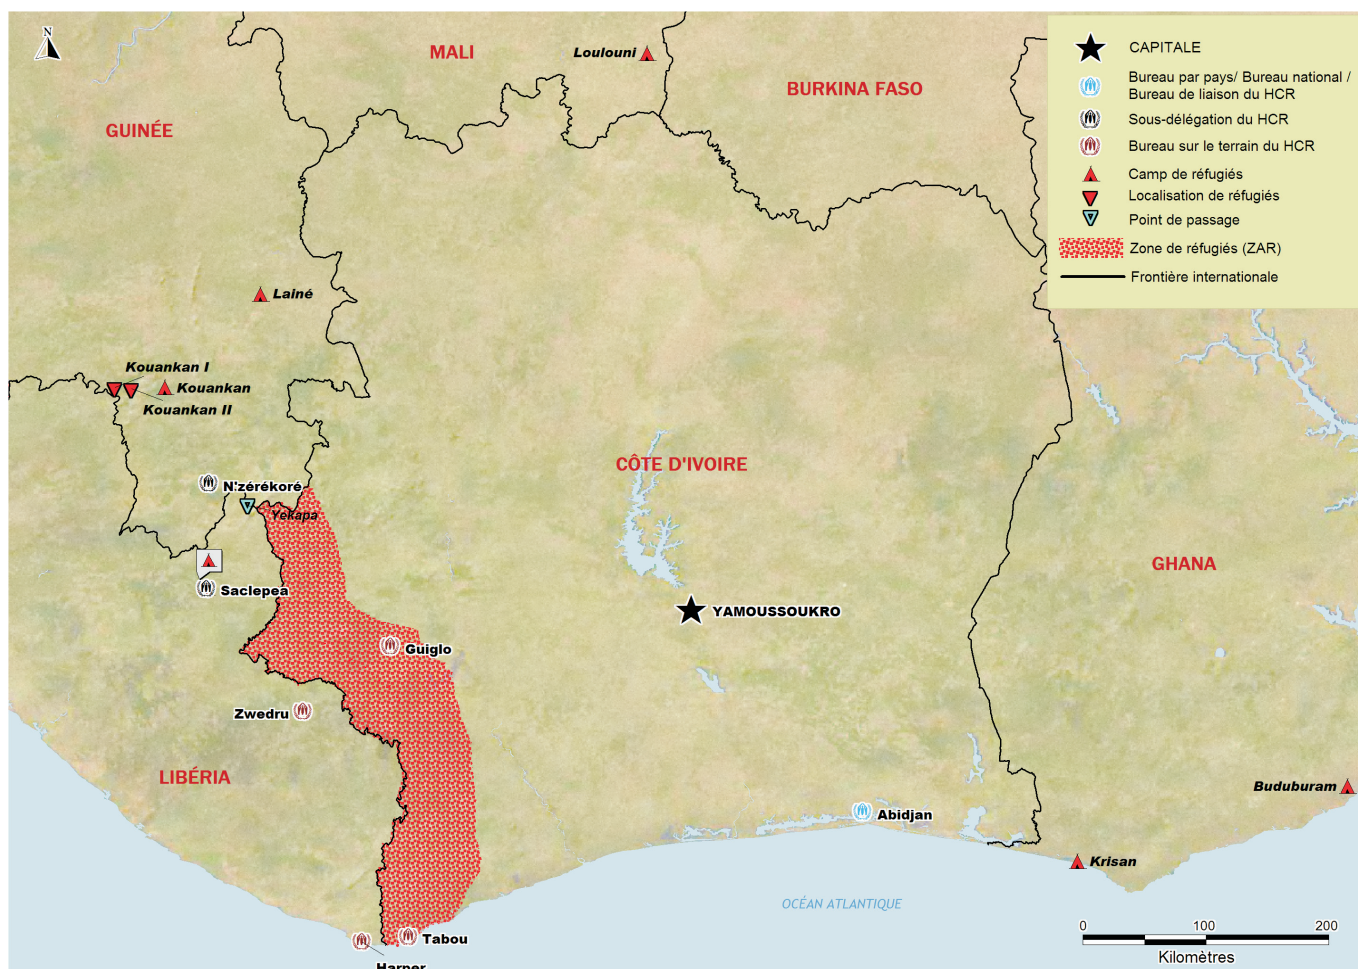 N
MALI
Loulouni
BURKINA FASO
GUINÉE
CAPITALE
Bureau par pays/ Bureau national /
Bureau de liaison du HCR
Sous-délégation du HCR
Bureau sur le terrain du HCR
Camp de réfugiés
Localisation de réfugiés
Point de passage
Zone de réfugiés (ZAR)
Frontière internationale
Lainé
Kouankan I
Kouankan
Kouankan II
CÔTE D'IVOIRE
N'zérékoré
Yekapa
GHANA
Saclepea
YAMOUSSOUKRO
Guiglo
Zwedru
LIBÉRIA
Buduburam
Abidjan
Krisan
OCÉAN ATLANTIQUE
Tabou
Harper
0 100 200
Kilomètres